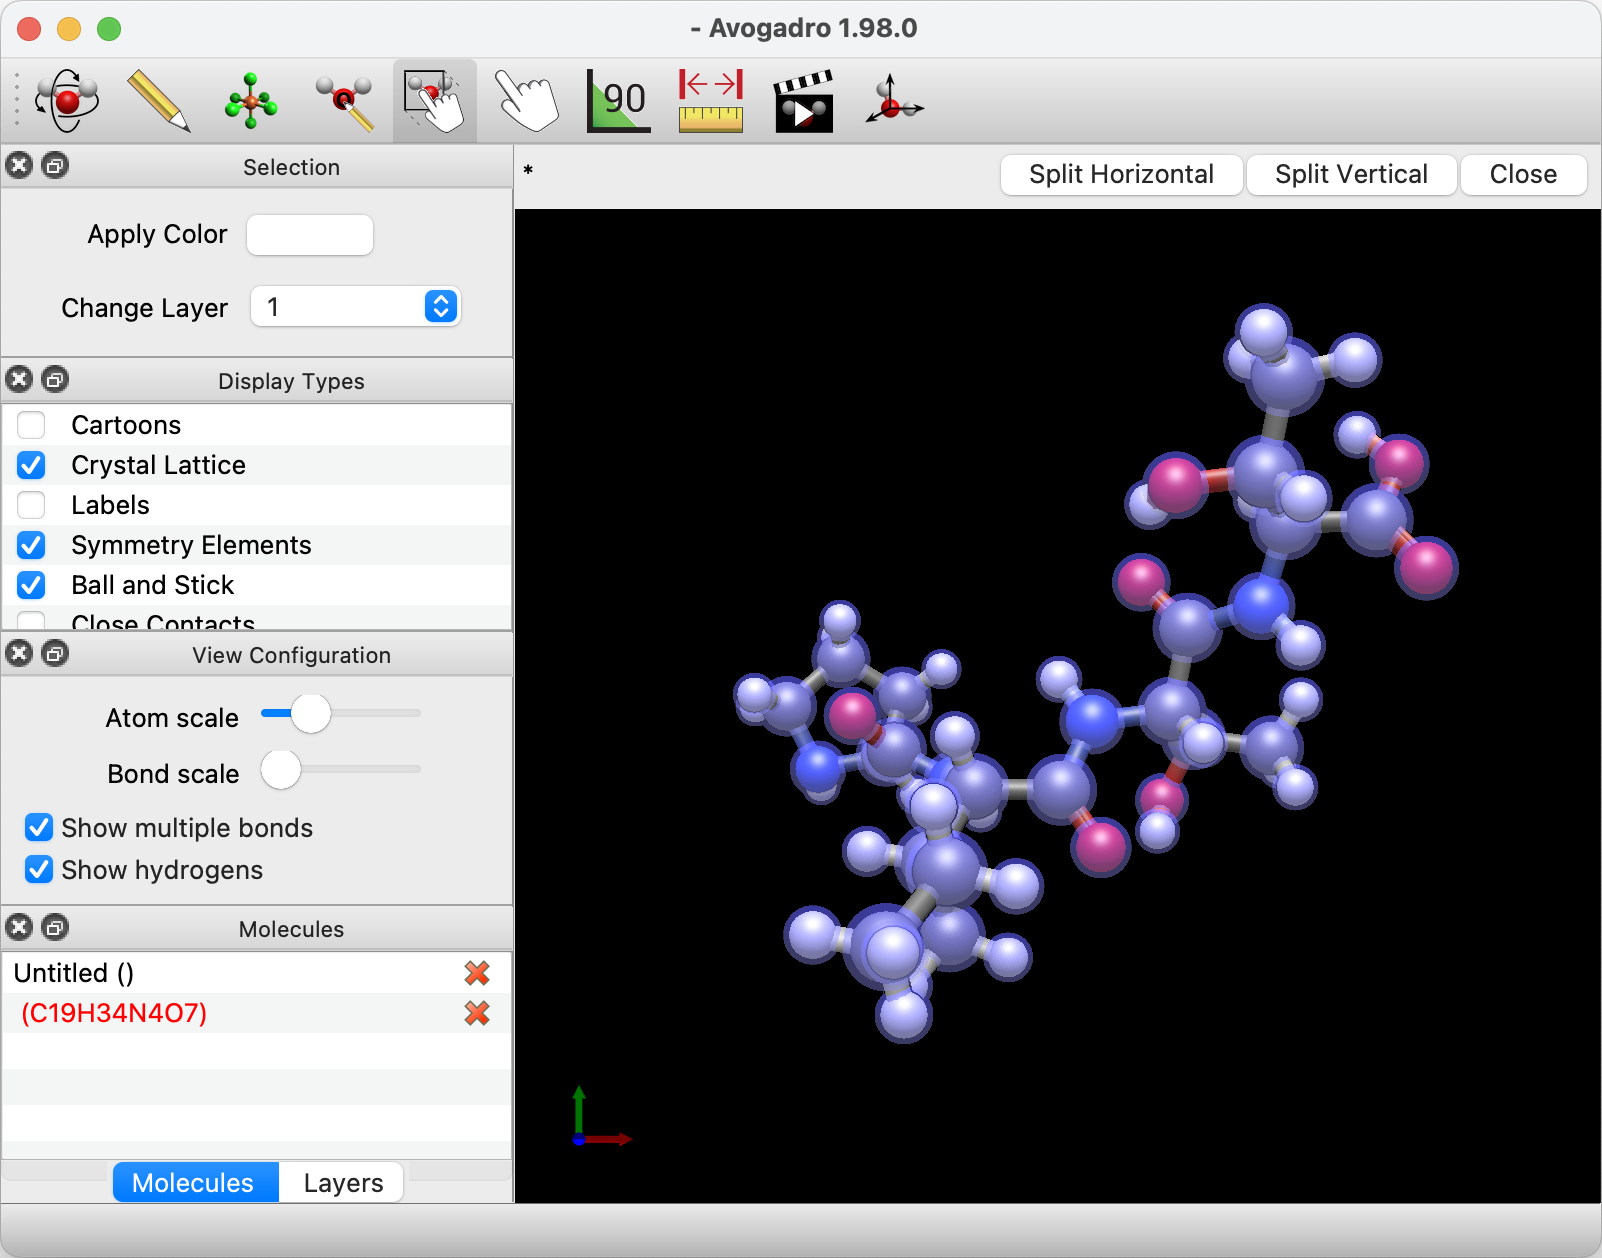 - Avogadro 1.98.0
90
Selection
*
Split Horizontal
Split Vertical
Close
Apply Color
Change Layer
1
Display Types
Cartoons
Crystal Lattice
Labels
Symmetry Elements
Ball and Stick
Close Contacts
View Configuration
Atom scale
Bond scale
Show multiple bonds
Show hydrogens
Molecules
Untitled ()
(C19H34N4O7)
Molecules
Layers